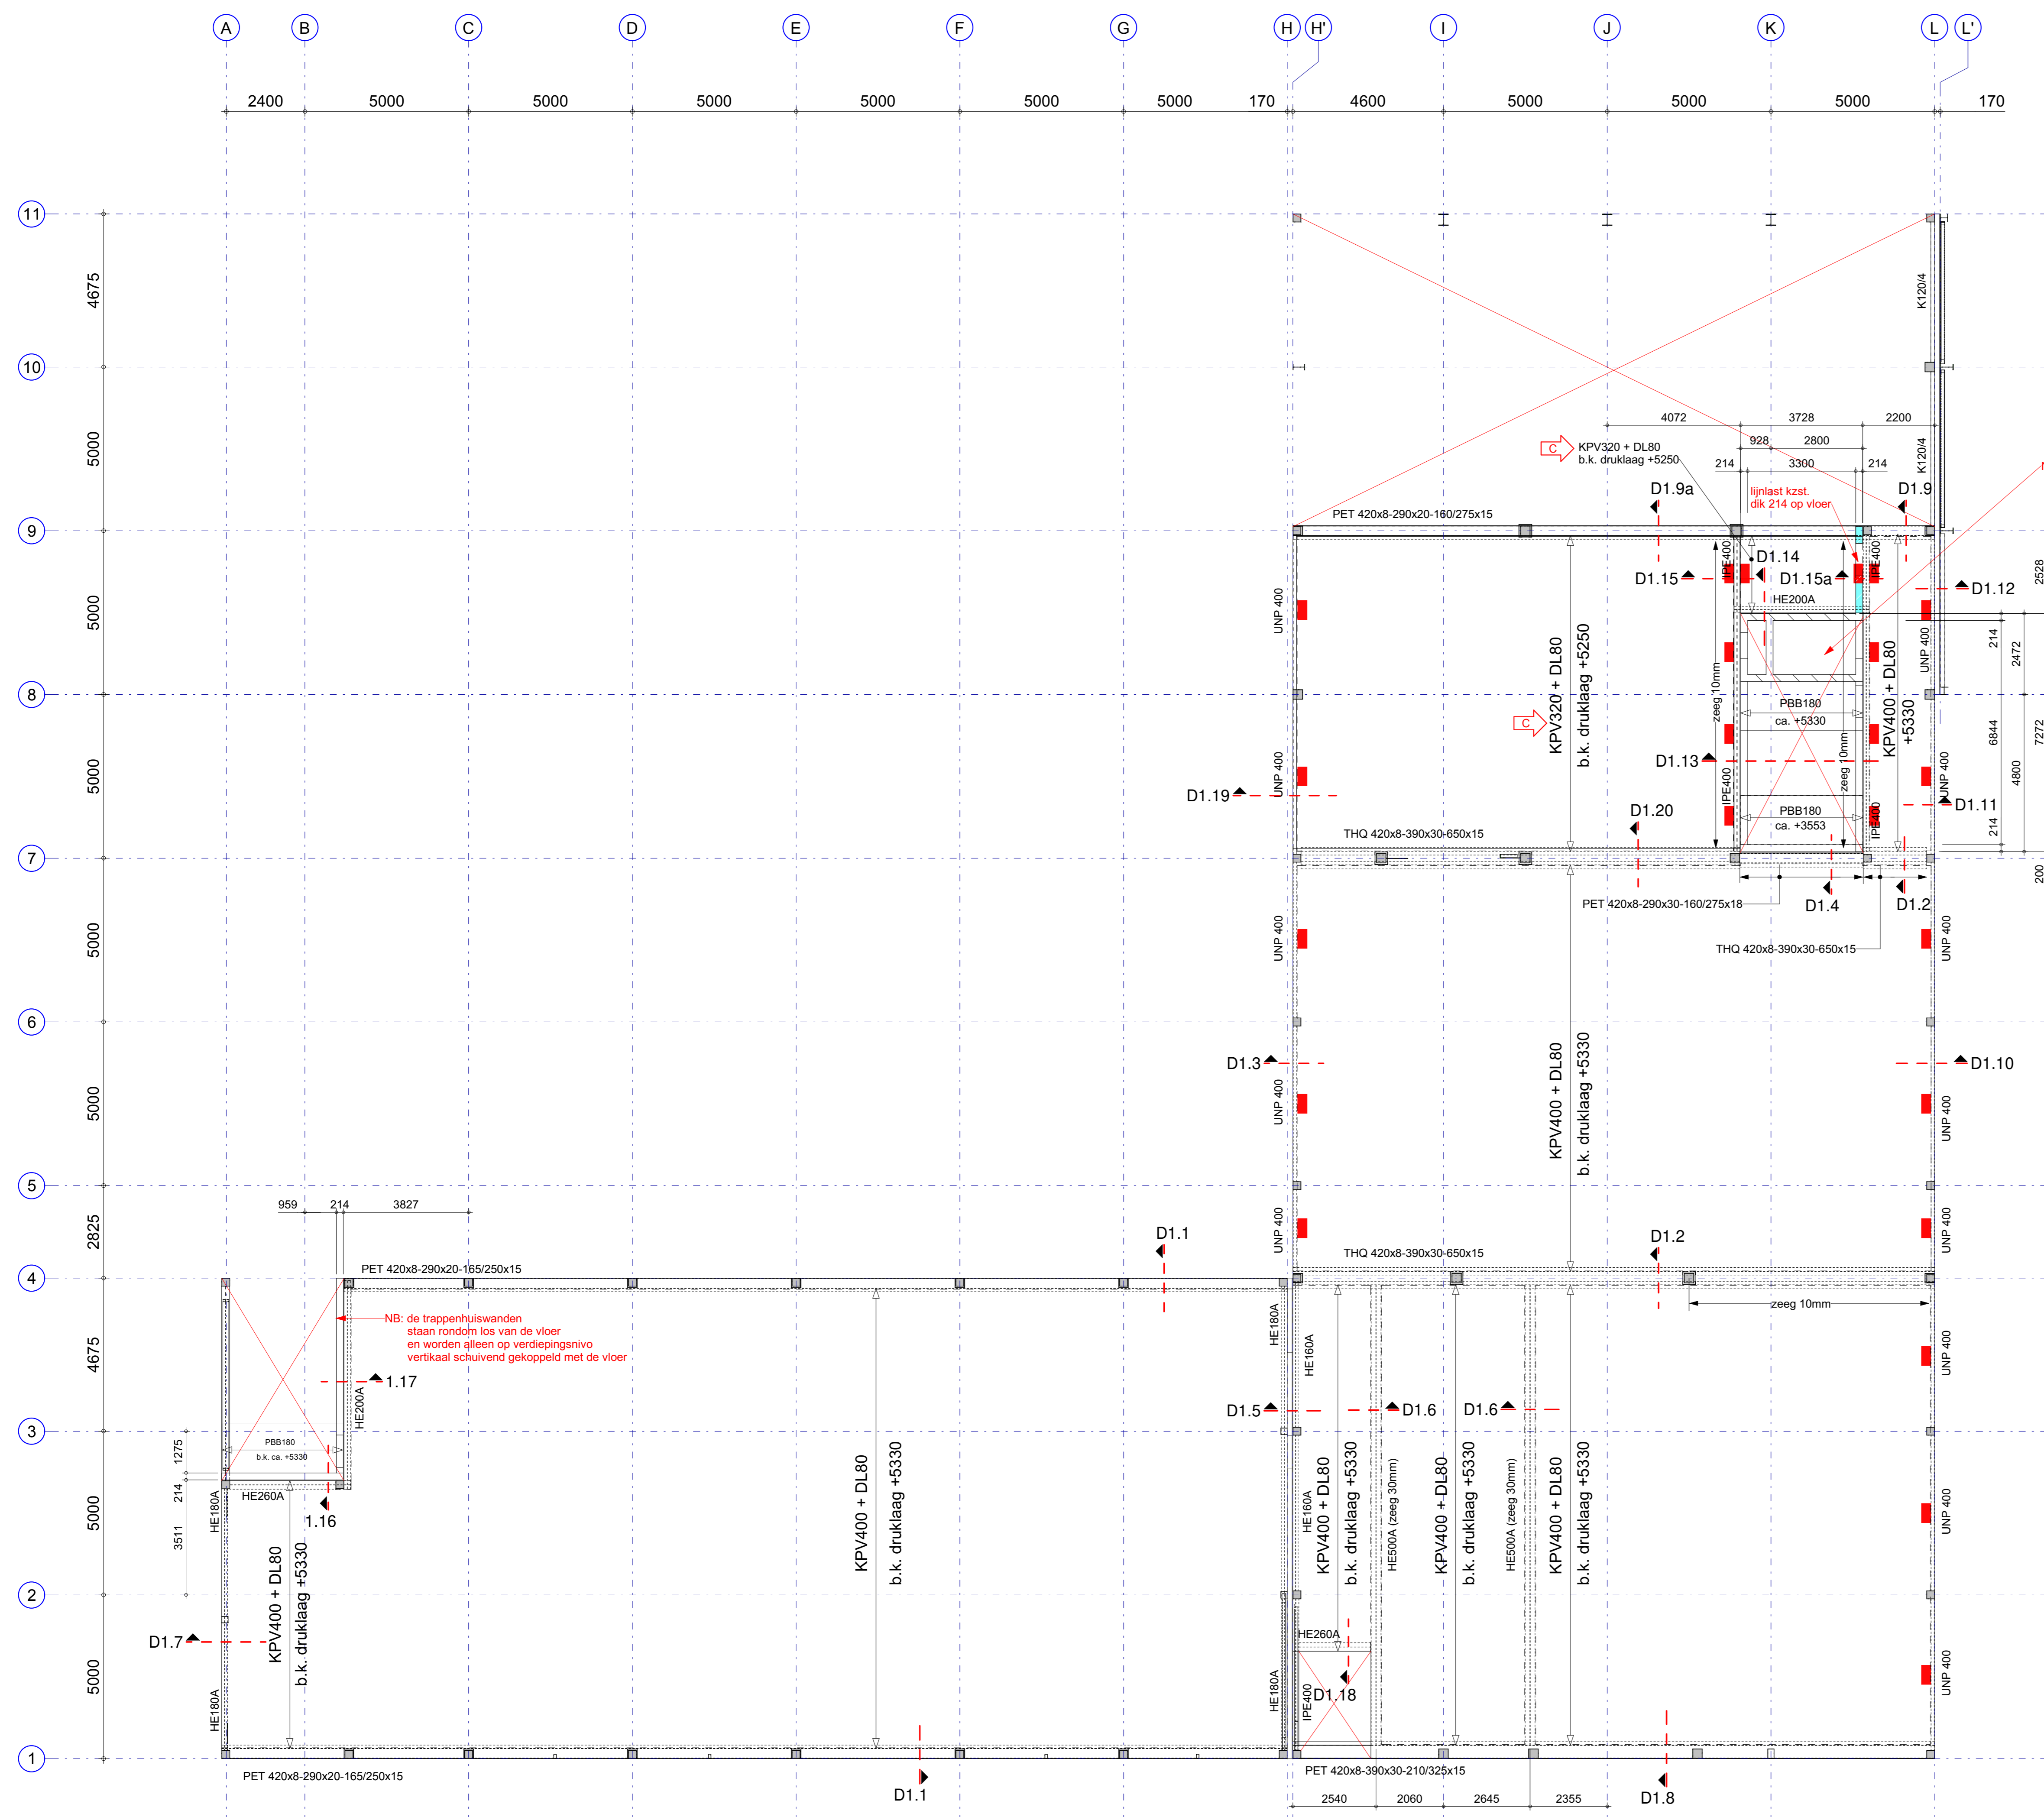 A B C D E F G H H' I J K L L'
2400 5000 5000 5000 5000 5000 5000 170 4600 5000 5000 5000 170
11
4675
K120/4
10
4072 3728 2200
5000
C KPV320 + DL80
b.k. druklaag +5250
928 2800
K120/4
214 3300 214
lijnlast kzst.
dik 214 op vloer
D1.9a
D1.9
PET 420x8-290x20-160/275x15
9
5000
UNP 400
IPE400
D1.14
IPE400
D1.15
D1.15a
D1.12
HE200A
2528
KPV320 + DL80
b.k. druklaag +5250
zeeg 10mm
KPV400 + DL80
+5330
UNP 400
214
2472
8
C
PBB180
ca. +5330
zeeg 10mm
5000
UNP 400
D1.13
6844
7272
4800
D1.19
IPE400
UNP 400
D1.11
D1.20
PBB180
ca. +3553
IPE400
214
THQ 420x8-390x30-650x15
7
200
PET 420x8-290x30-160/275x18
D1.4
D1.2
THQ 420x8-390x30-650x15
5000
UNP 400
UNP 400
6
KPV400 + DL80
b.k. druklaag +5330
D1.3
D1.10
5000
UNP 400
UNP 400
5
959 214 3827
2825
UNP 400
UNP 400
D1.1
THQ 420x8-390x30-650x15
D1.2
PET 420x8-290x20-165/250x15
4
zeeg 10mm
NB: de trappenhuiswanden
staan rondom los van de vloer
en worden alleen op verdiepingsnivo
vertikaal schuivend gekoppeld met de vloer
HE180A
HE160A
UNP 400
4675
1.17
HE200A
D1.5
D1.6
D1.6
3
1275
PBB180
b.k. ca. +5330
214
5000
3511
HE180A
HE260A
1.16
KPV400 + DL80
b.k. druklaag +5330
KPV400 + DL80
b.k. druklaag +5330
HE160A
KPV400 + DL80
b.k. druklaag +5330
HE500A (zeeg 30mm)
KPV400 + DL80
b.k. druklaag +5330
HE500A (zeeg 30mm)
KPV400 + DL80
b.k. druklaag +5330
UNP 400
2
D1.7
HE260A
5000
HE180A
HE180A
IPE400
D1.18
UNP 400
1
PET 420x8-290x20-165/250x15
D1.1
PET 420x8-390x30-210/325x15
D1.8
2540 2060 2645 2355